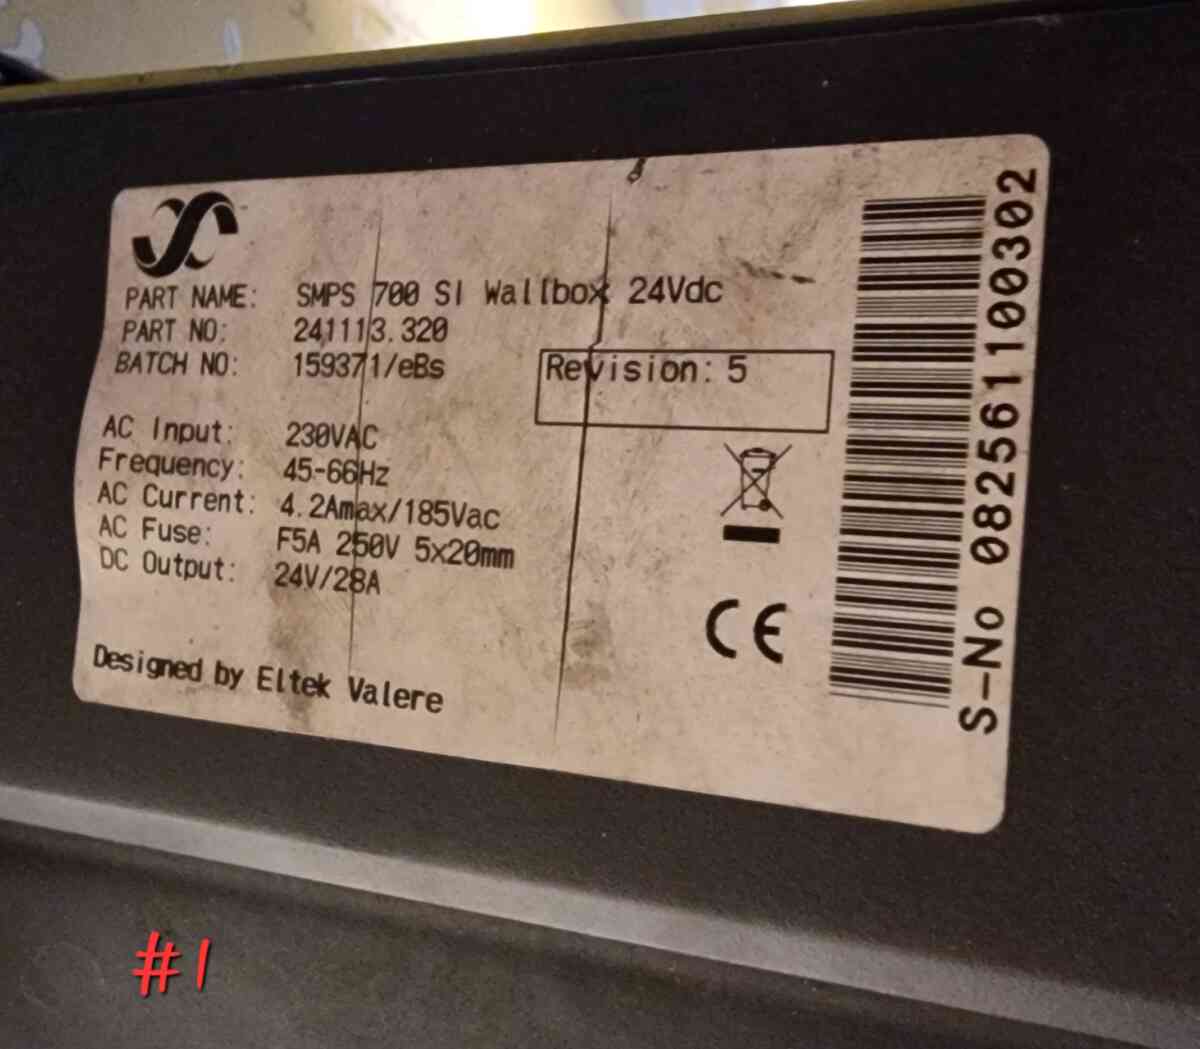 PART NAME: SMPS 700 SI Wallbox 24Vdc
PART NO: 241113.320
BATCH NO: 159371/eBs
Revision: 5
AC Input: 230VAC
Frequency: 45-66Hz
AC Current: 4.2Amax/185Vac
AC Fuse: F5A 250V 5x20mm
DC Output: 24V/28A
CE
Designed by Eltek Valere
S-No 082561100302
#1